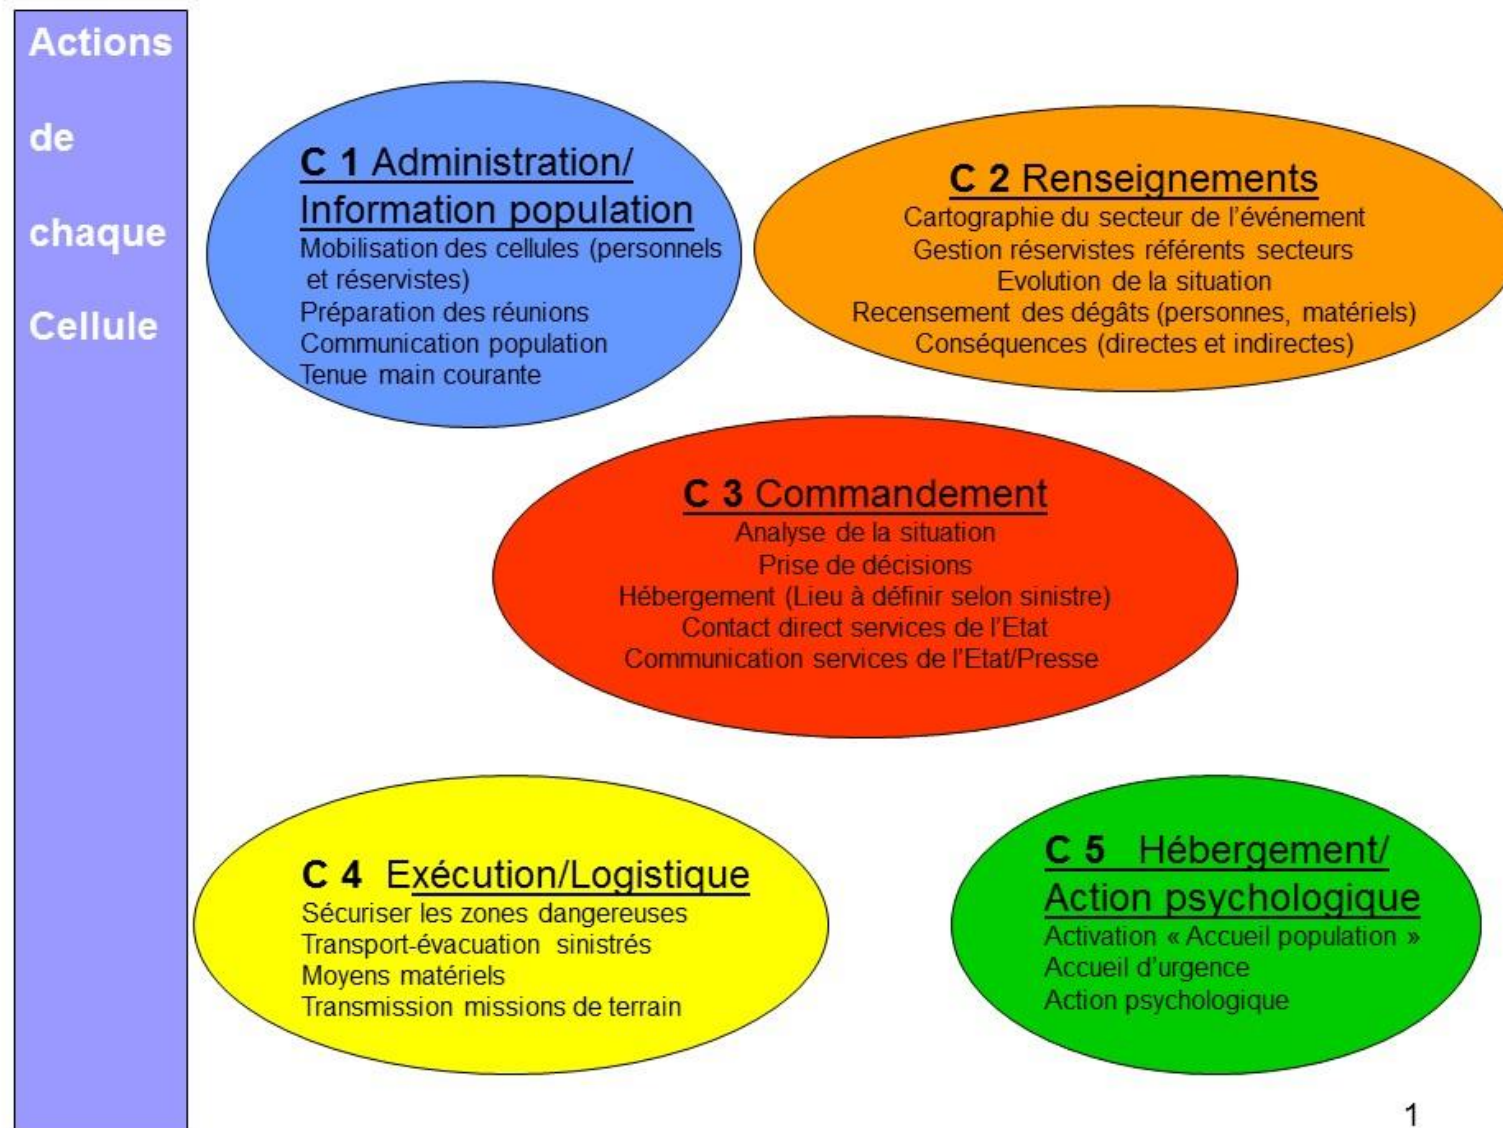 Actions
de
chaque
Cellule
C 1 Administration/
Information population
Mobilisation des cellules (personnels
et réservistes)
Préparation des réunions
Communication population
Tenue main courante
C 2 Renseignements
Cartographie du secteur de l’événement
Gestion réservistes référents secteurs
Evolution de la situation
Recensement des dégâts (personnes, matériels)
Conséquences (directes et indirectes)
C 3 Commandement
Analyse de la situation
Prise de décisions
Hébergement (Lieu à définir selon sinistre)
Contact direct services de l’Etat
Communication services de l’Etat/Presse
C 4 Exécution/Logistique
Sécuriser les zones dangereuses
Transport-évacuation sinistrés
Moyens matériels
Transmission missions de terrain
C 5 Hébergement/
Action psychologique
Activation « Accueil population »
Accueil d’urgence
Action psychologique
1